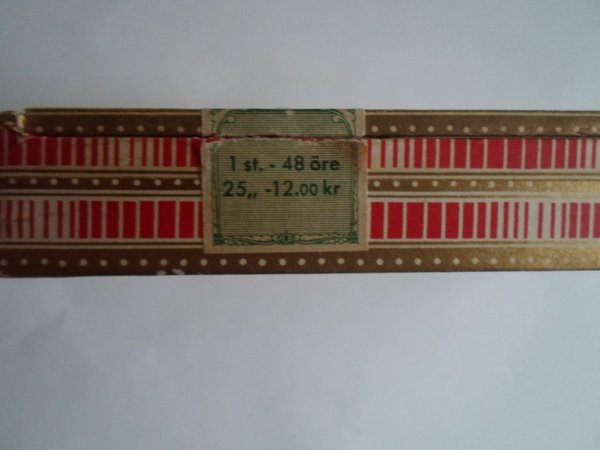 1 st. - 48 öre
25„ -12.00 kr